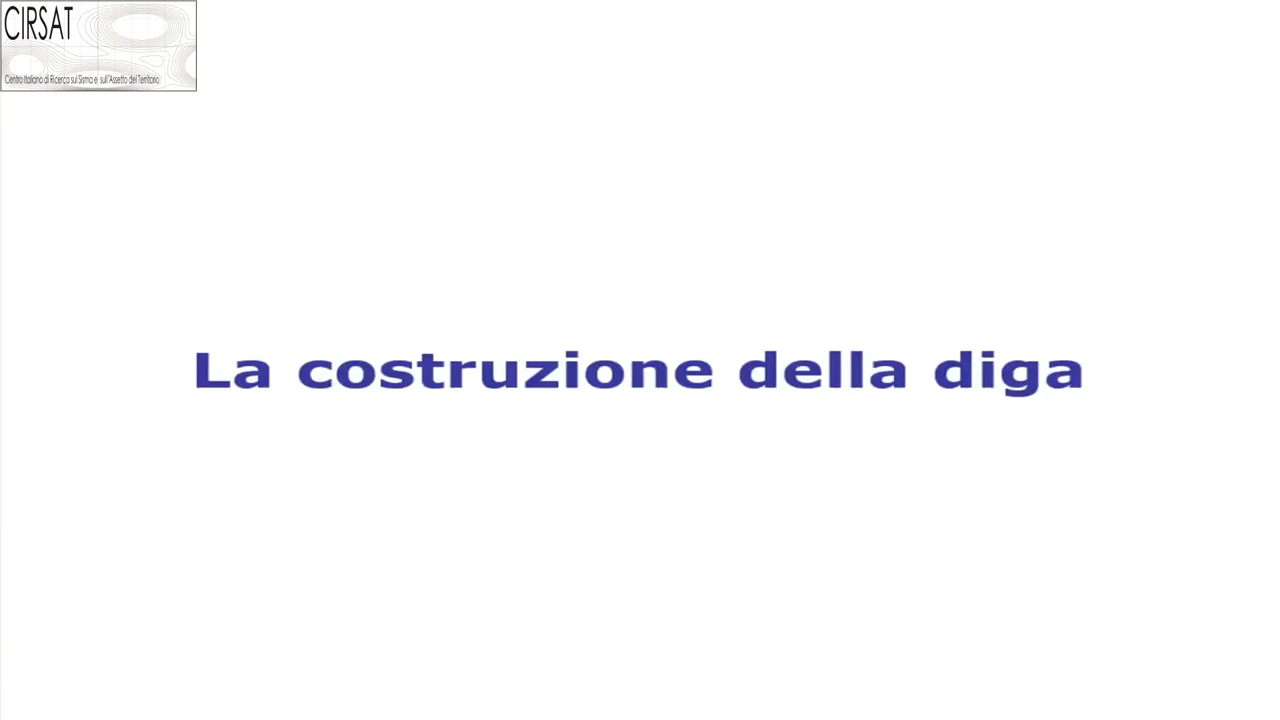 CIRSAT
Centro Italiano di Ricerca sul Sisma e sull'Assetto del Territorio
La costruzione della diga